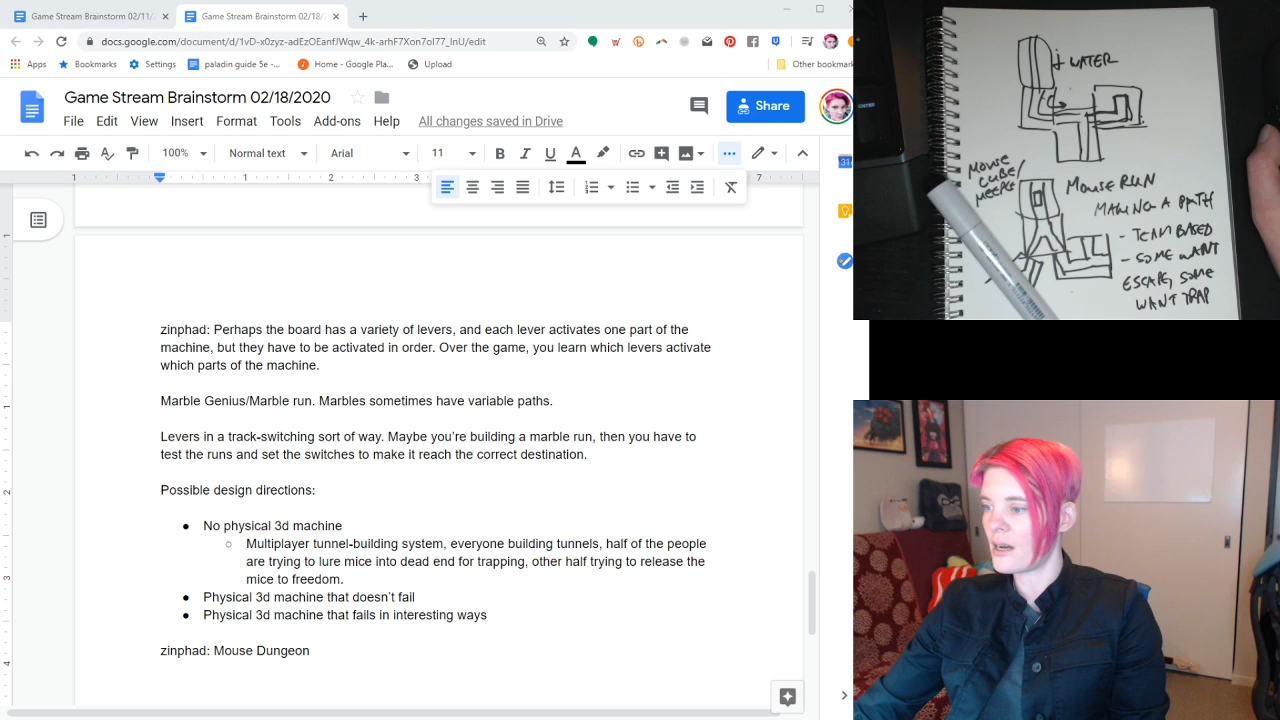 Game Stream Brainstorm 02/11/
Game Stream Brainstorm 02/18/
docs.google.com/document/d/1vD-x0zyz-adEzOEanfJWqw_4k-arhF7Xon7oI77_InU/edit
Apps
Bookmarks
Settings
paladin guide 5e -...
Home - Google Pla...
Upload
Other bookmark
Game Stream Brainstorm 02/18/2020
Share
File Edit View Insert Format Tools Add-ons Help All changes saved in Drive
100% Normal text Arial 11 B I U A
1 1 2 3 7
zinphad: Perhaps the board has a variety of levers, and each lever activates one part of the
machine, but they have to be activated in order. Over the game, you learn which levers activate
which parts of the machine.
Marble Genius/Marble run. Marbles sometimes have variable paths.
Levers in a track-switching sort of way. Maybe you're building a marble run, then you have to
test the runs and set the switches to make it reach the correct destination.
Possible design directions:
● No physical 3d machine
○ Multiplayer tunnel-building system, everyone building tunnels, half of the people
are trying to lure mice into dead end for trapping, other half trying to release the
mice to freedom.
● Physical 3d machine that doesn't fail
● Physical 3d machine that fails in interesting ways
zinphad: Mouse Dungeon
WATER
MOUSE
CUBE/
MEEPLE
MOUSE RUN
MAKING A PATH
- TEAM BASED
- SOME WANT
ESCAPE, SOME
WANT TRAP